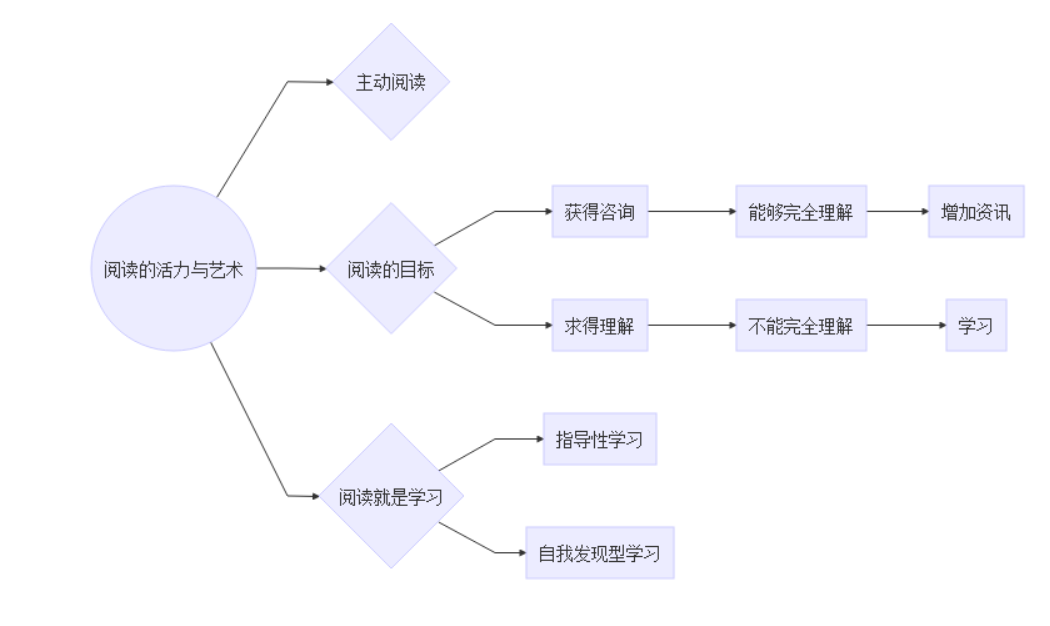 阅读的活力与艺术
主动阅读
阅读的目标
获得咨询
能够完全理解
增加资讯
求得理解
不能完全理解
学习
阅读就是学习
指导性学习
自我发现型学习